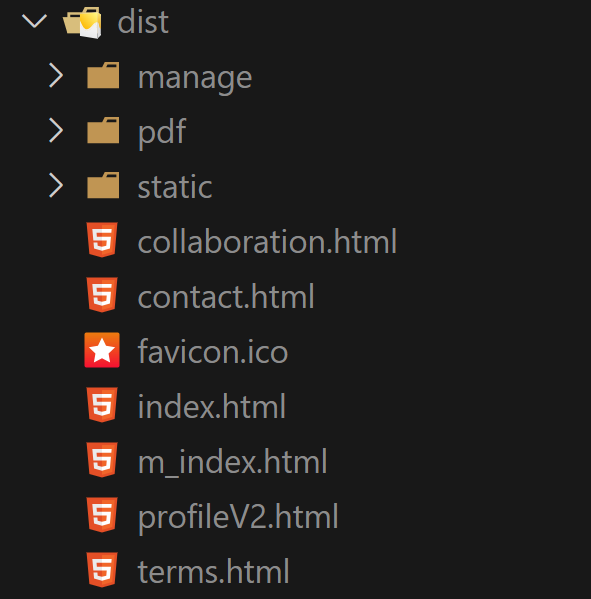 dist
manage
pdf
static
collaboration.html
contact.html
favicon.ico
index.html
m_index.html
profileV2.html
terms.html